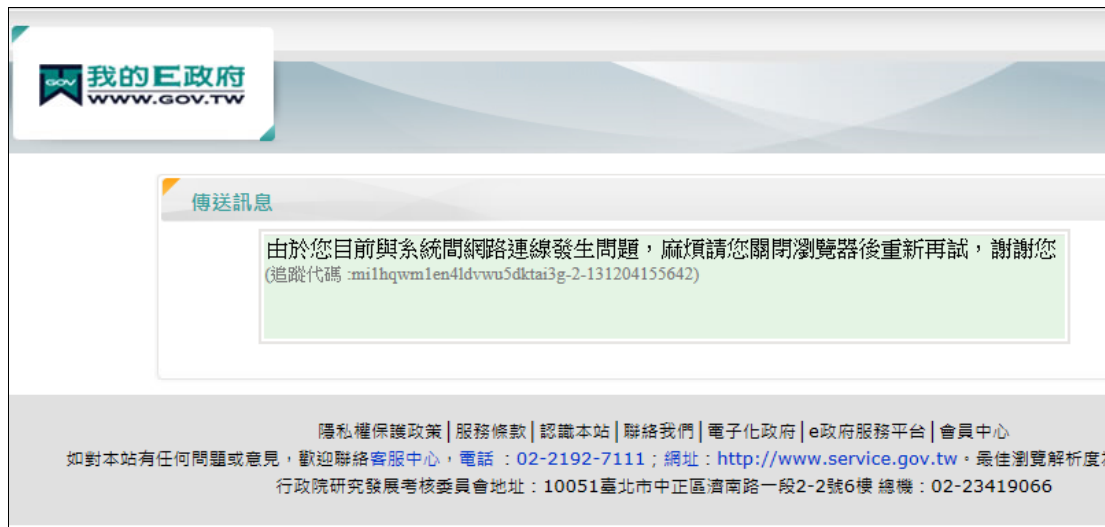 GOV 我的E政府
WWW.GOV.TW
傳送訊息
由於您目前與系統間網路連線發生問題，麻煩請您關閉瀏覽器後重新再試，謝謝您
(追蹤代碼 :mi1hqwm1en4ldvwu5dktai3g-2-131204155642)
隱私權保護政策|服務條款|認識本站|聯絡我們|電子化政府|e政府服務平台|會員中心
如對本站有任何問題或意見，歡迎聯絡客服中心，電話 ：02-2192-7111；網址：http://www.service.gov.tw。最佳瀏覽解析度
行政院研究發展考核委員會地址：10051臺北市中正區濟南路一段2-2號6樓 總機：02-23419066